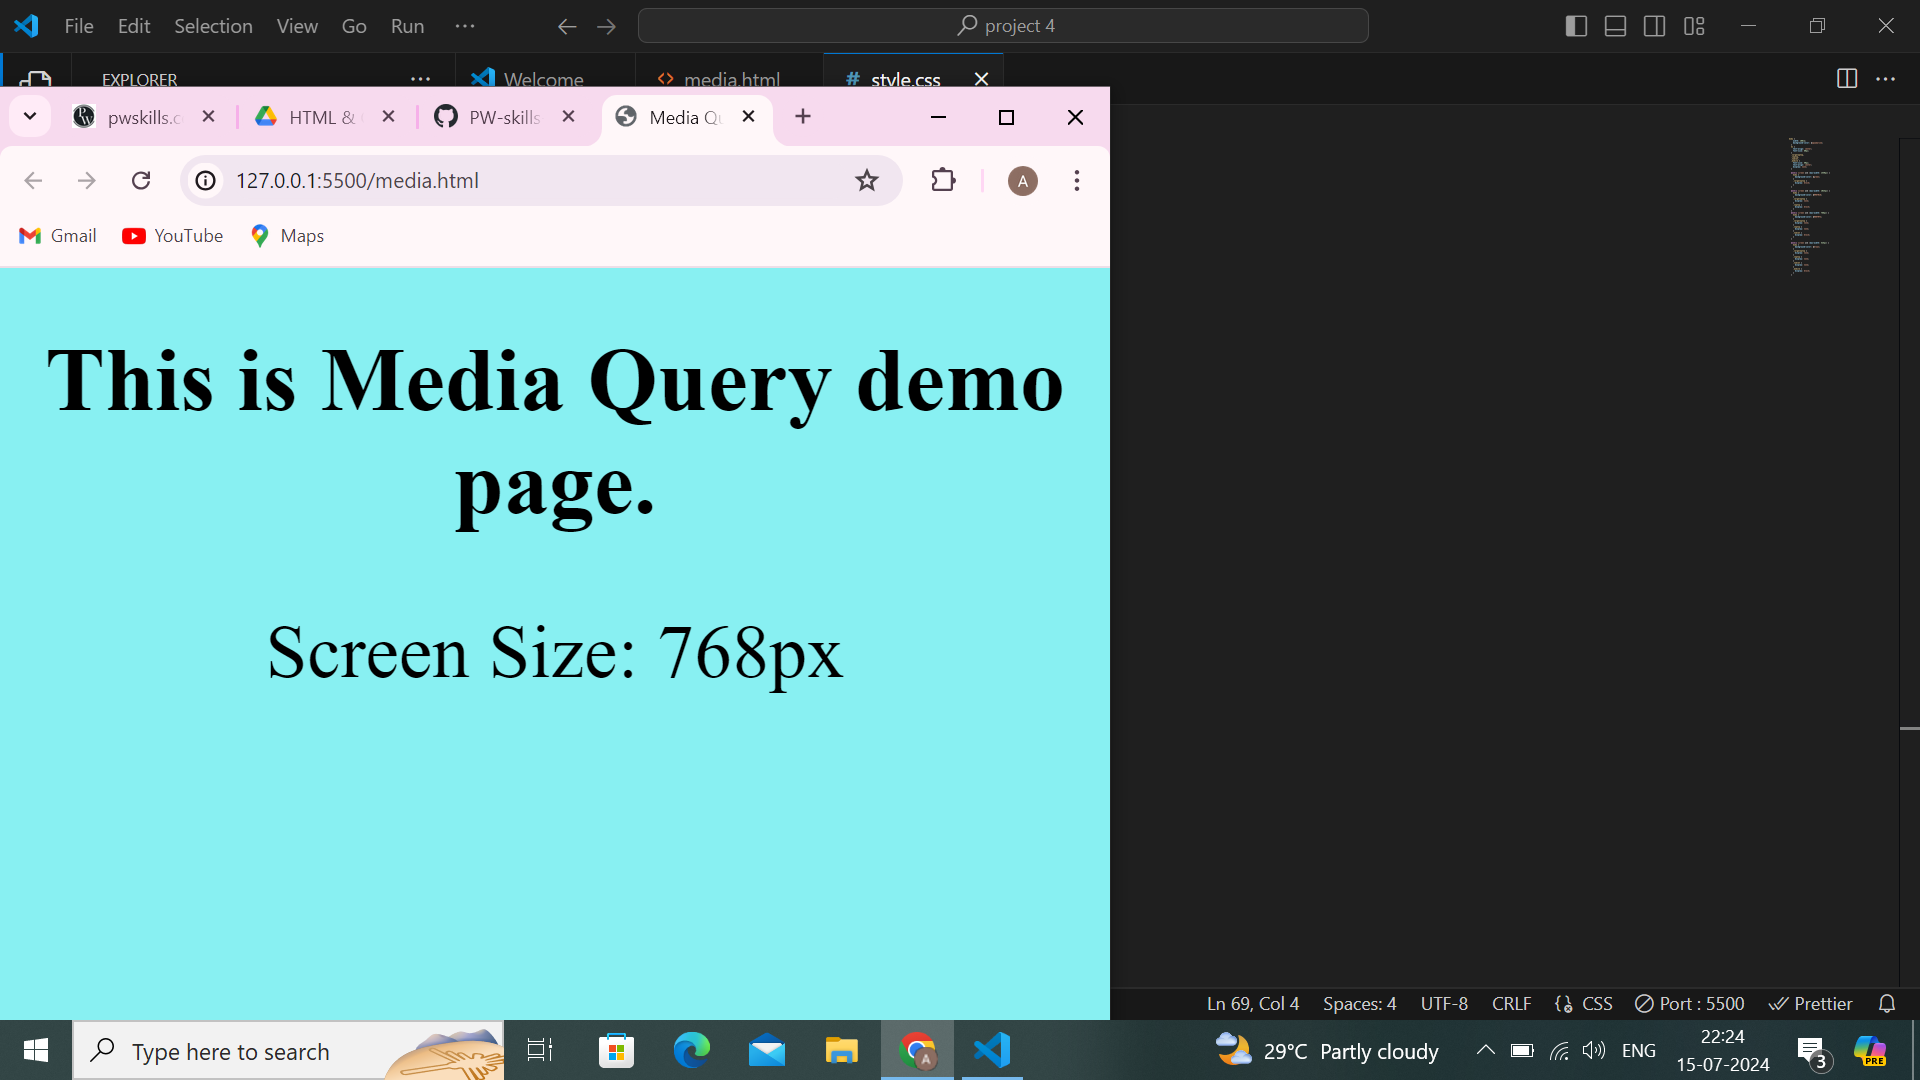 File Edit Selection View Go Run ... project 4
EXPLORER ... Welcome media.html # style.css
pwskills.c HTML & PW-skills Media Qu
127.0.0.1:5500/media.html A
Gmail YouTube Maps
This is Media Query demo
page.
Screen Size: 768px
Ln 69, Col 4 Spaces: 4 UTF-8 CRLF {} CSS Port : 5500 Prettier
Type here to search A 29°C Partly cloudy ENG 22:24 3 PRE
15-07-2024